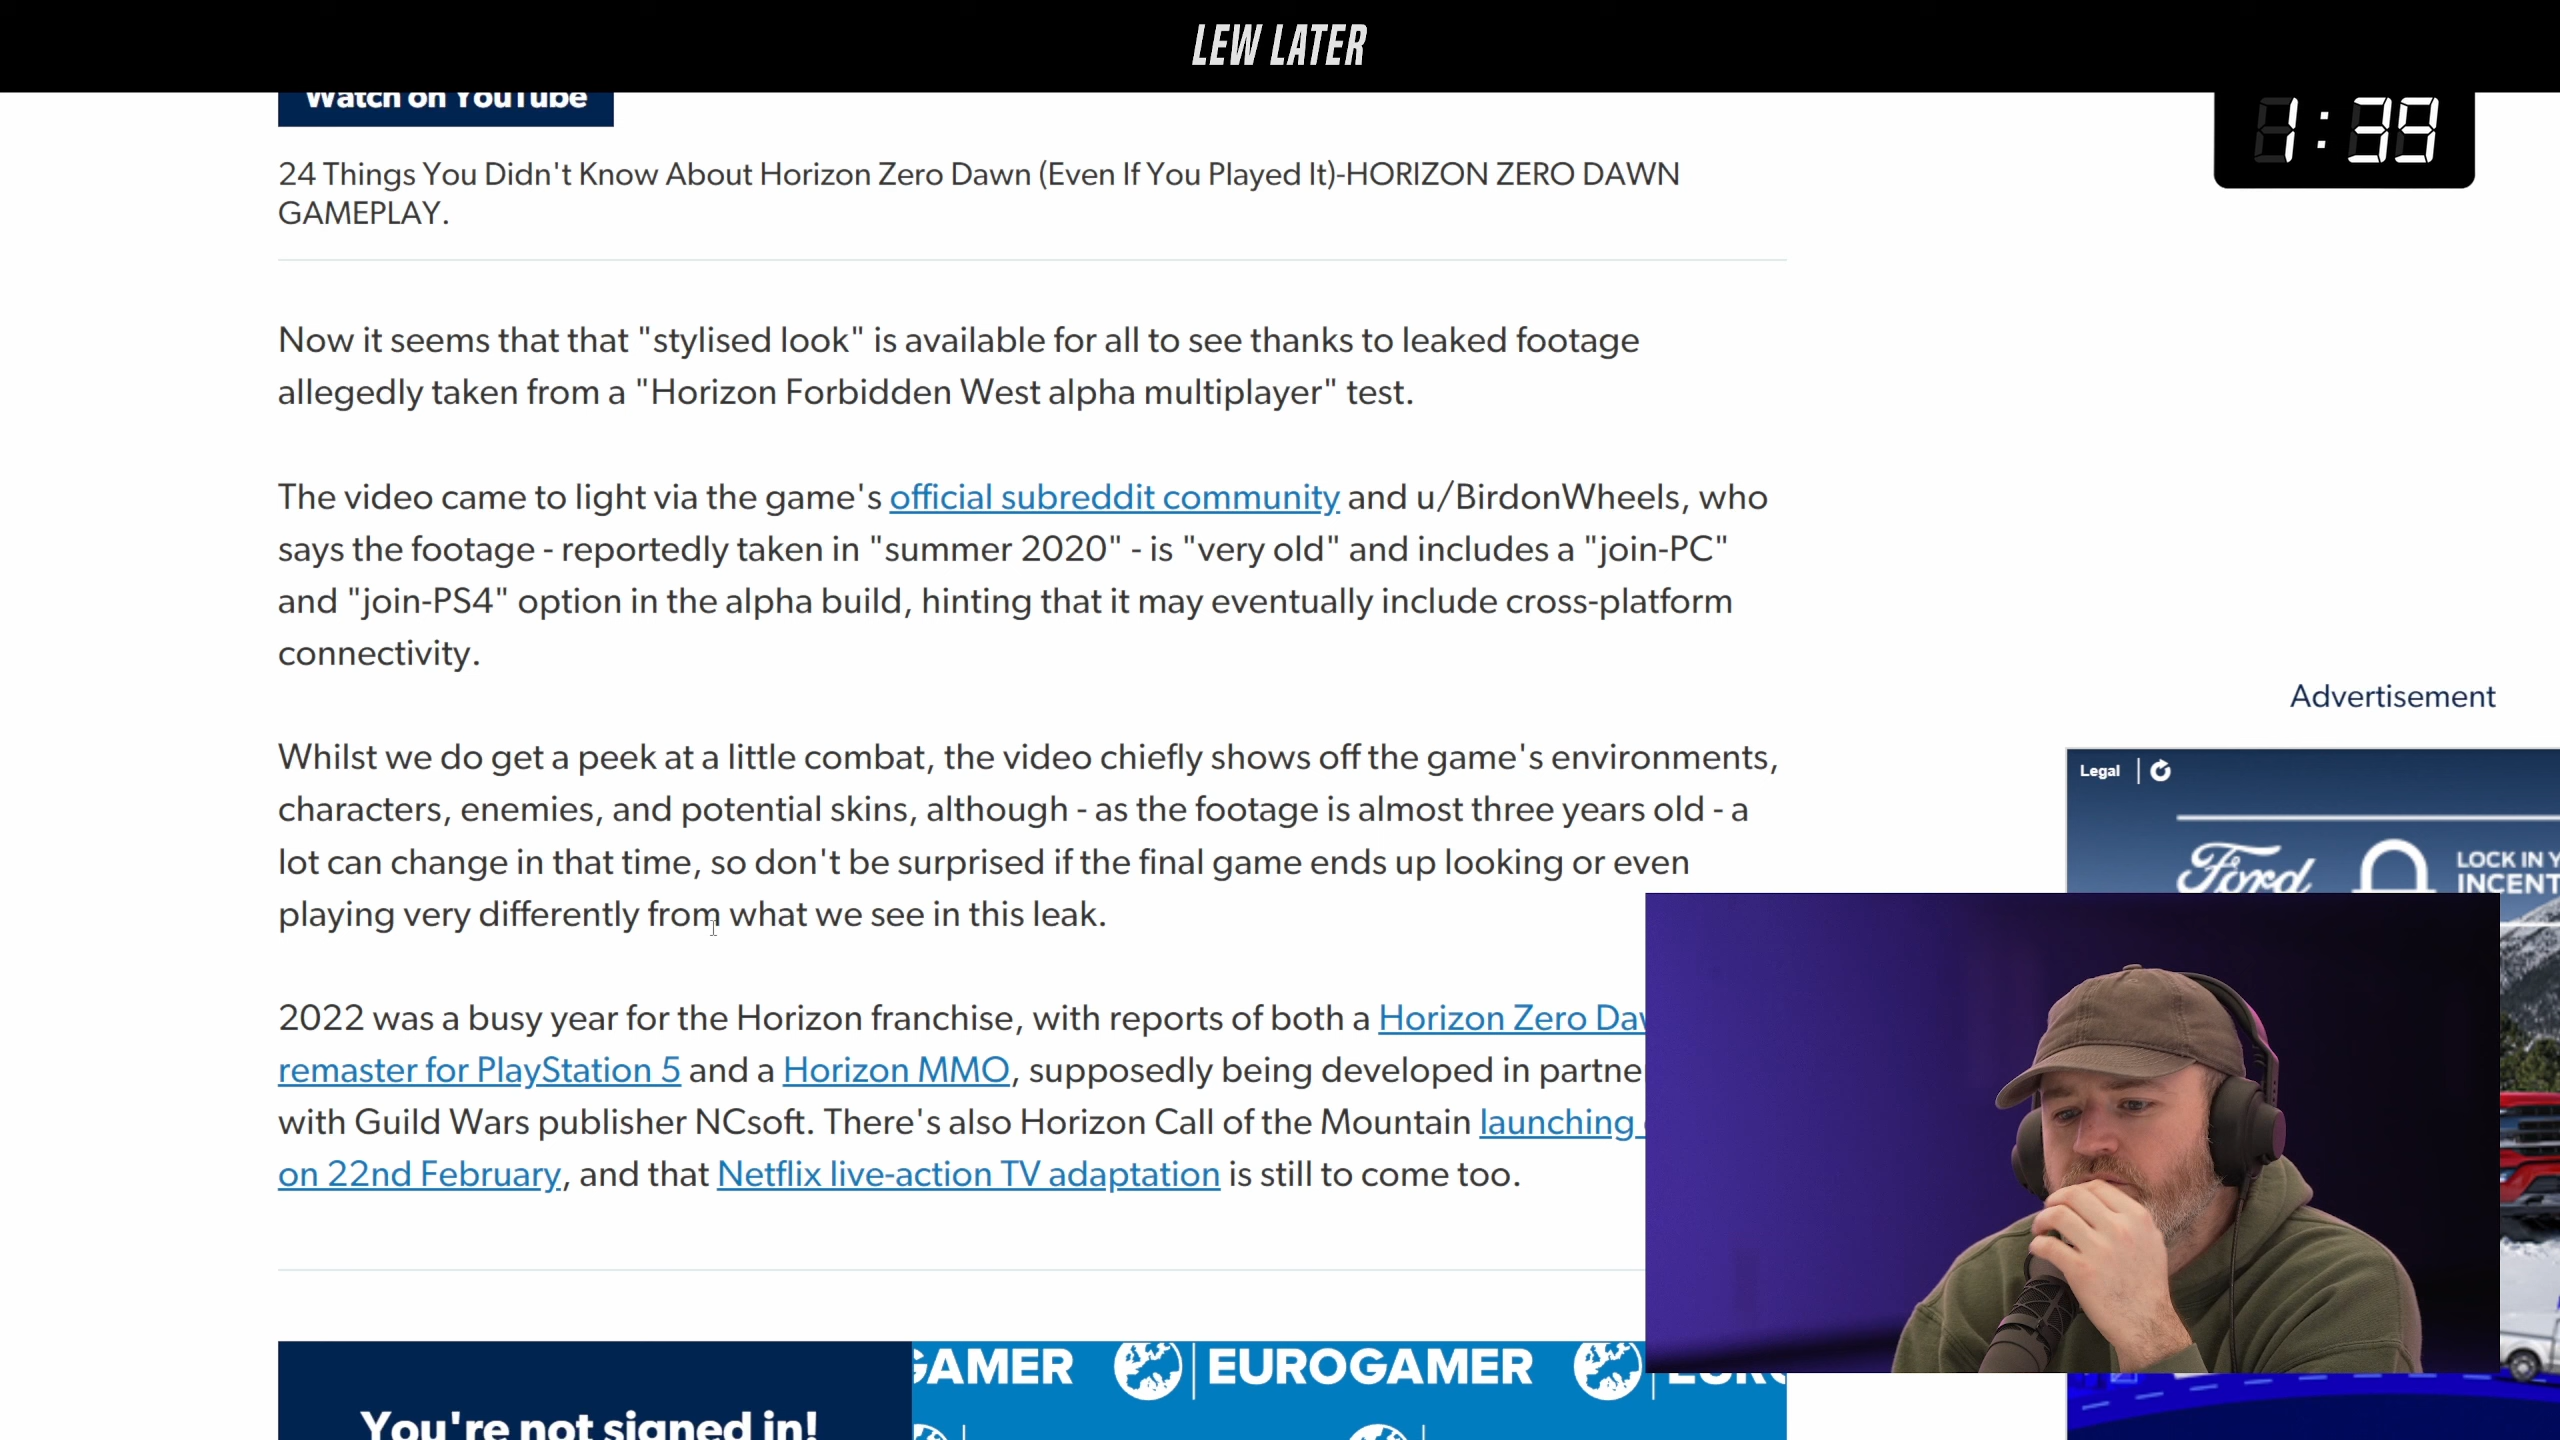 LEW LATER
Watch on YouTube
1:39
24 Things You Didn't Know About Horizon Zero Dawn (Even If You Played It)-HORIZON ZERO DAWN
GAMEPLAY.
Now it seems that that "stylised look" is available for all to see thanks to leaked footage
allegedly taken from a "Horizon Forbidden West alpha multiplayer" test.
The video came to light via the game's official subreddit community and u/BirdonWheels, who
says the footage - reportedly taken in "summer 2020" - is "very old" and includes a "join-PC"
and "join-PS4" option in the alpha build, hinting that it may eventually include cross-platform
connectivity.
Whilst we do get a peek at a little combat, the video chiefly shows off the game's environments,
characters, enemies, and potential skins, although - as the footage is almost three years old - a
lot can change in that time, so don't be surprised if the final game ends up looking or even
playing very differently from what we see in this leak.
2022 was a busy year for the Horizon franchise, with reports of both a Horizon Zero
remaster for PlayStation 5 and a Horizon MMO, supposedly being developed in
with Guild Wars publisher NCsoft. There's also Horizon Call of the Mountain launching
on 22nd February, and that Netflix live-action TV adaptation is still to come too.
Advertisement
Legal
Ford
LOCK IN
You're not signed in!
GAMER EUROGAMER